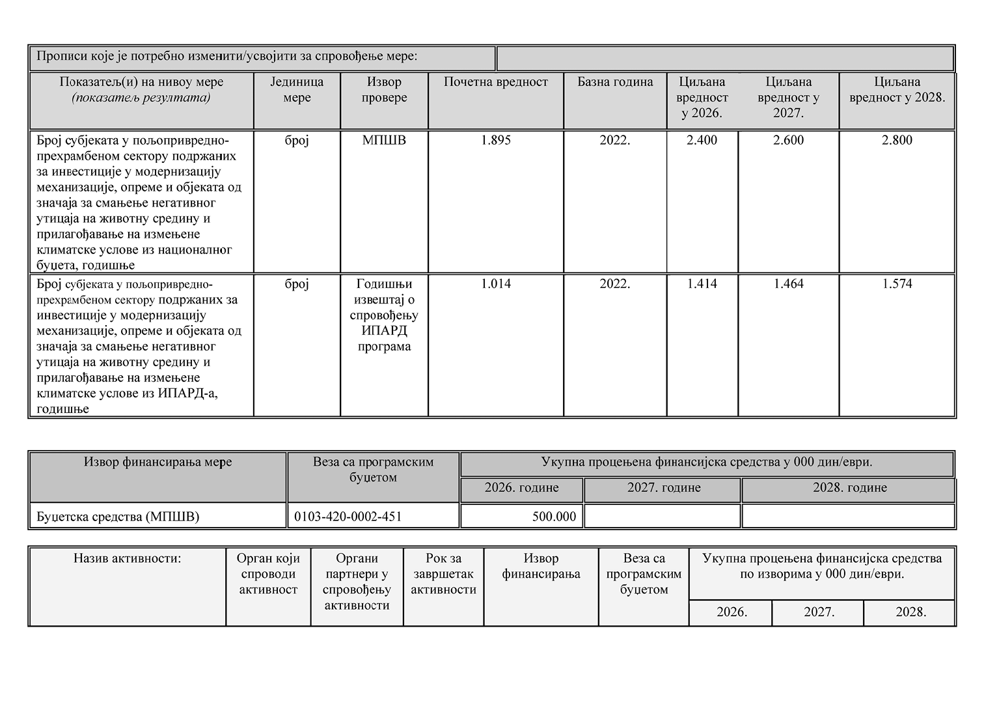 Прописи које је потребно изменити/усвојити за спровођење мере:
Показатељ(и) на нивоу мере
(показатељ резултата)
Јединица
мере
Извор
провере
Почетна вредност
Базна година
Циљана
вредност
у 2026.
Циљана
вредност у
2027.
Циљана
вредност у 2028.
Број субјеката у пољопривредно-
прехрамбеном сектору подржаних
за инвестиције у модернизацију
механизације, опреме и објеката од
значаја за смањење негативног
утицаја на животну средину и
прилагођавање на измењене
климатске услове из националног
буџета, годишње
број
МПШВ
1.895
2022.
2.400
2.600
2.800
Број субјеката у пољопривредно-
прехрамбеном сектору подржаних за
инвестиције у модернизацију
механизације, опреме и објеката од
значаја за смањење негативног
утицаја на животну средину и
прилагођавање на измењене
климатске услове из ИПАРД-а,
годишње
број
Годишњи
извештај о
спровођењу
ИПАРД
програма
1.014
2022.
1.414
1.464
1.574
Извор финансирања мере
Веза са програмским
буџетом
Укупна процењена финансијска средства у 000 дин/еври.
2026. године
2027. године
2028. године
Буџетска средства (МПШВ)
0103-420-0002-451
500.000
Назив активности:
Орган који
спроводи
активност
Органи
партнери у
спровођењу
активности
Рок за
завршетак
активности
Извор
финансирања
Веза са
програмским
буџетом
Укупна процењена финансијска средства
по изворима у 000 дин/еври.
2026.
2027.
2028.